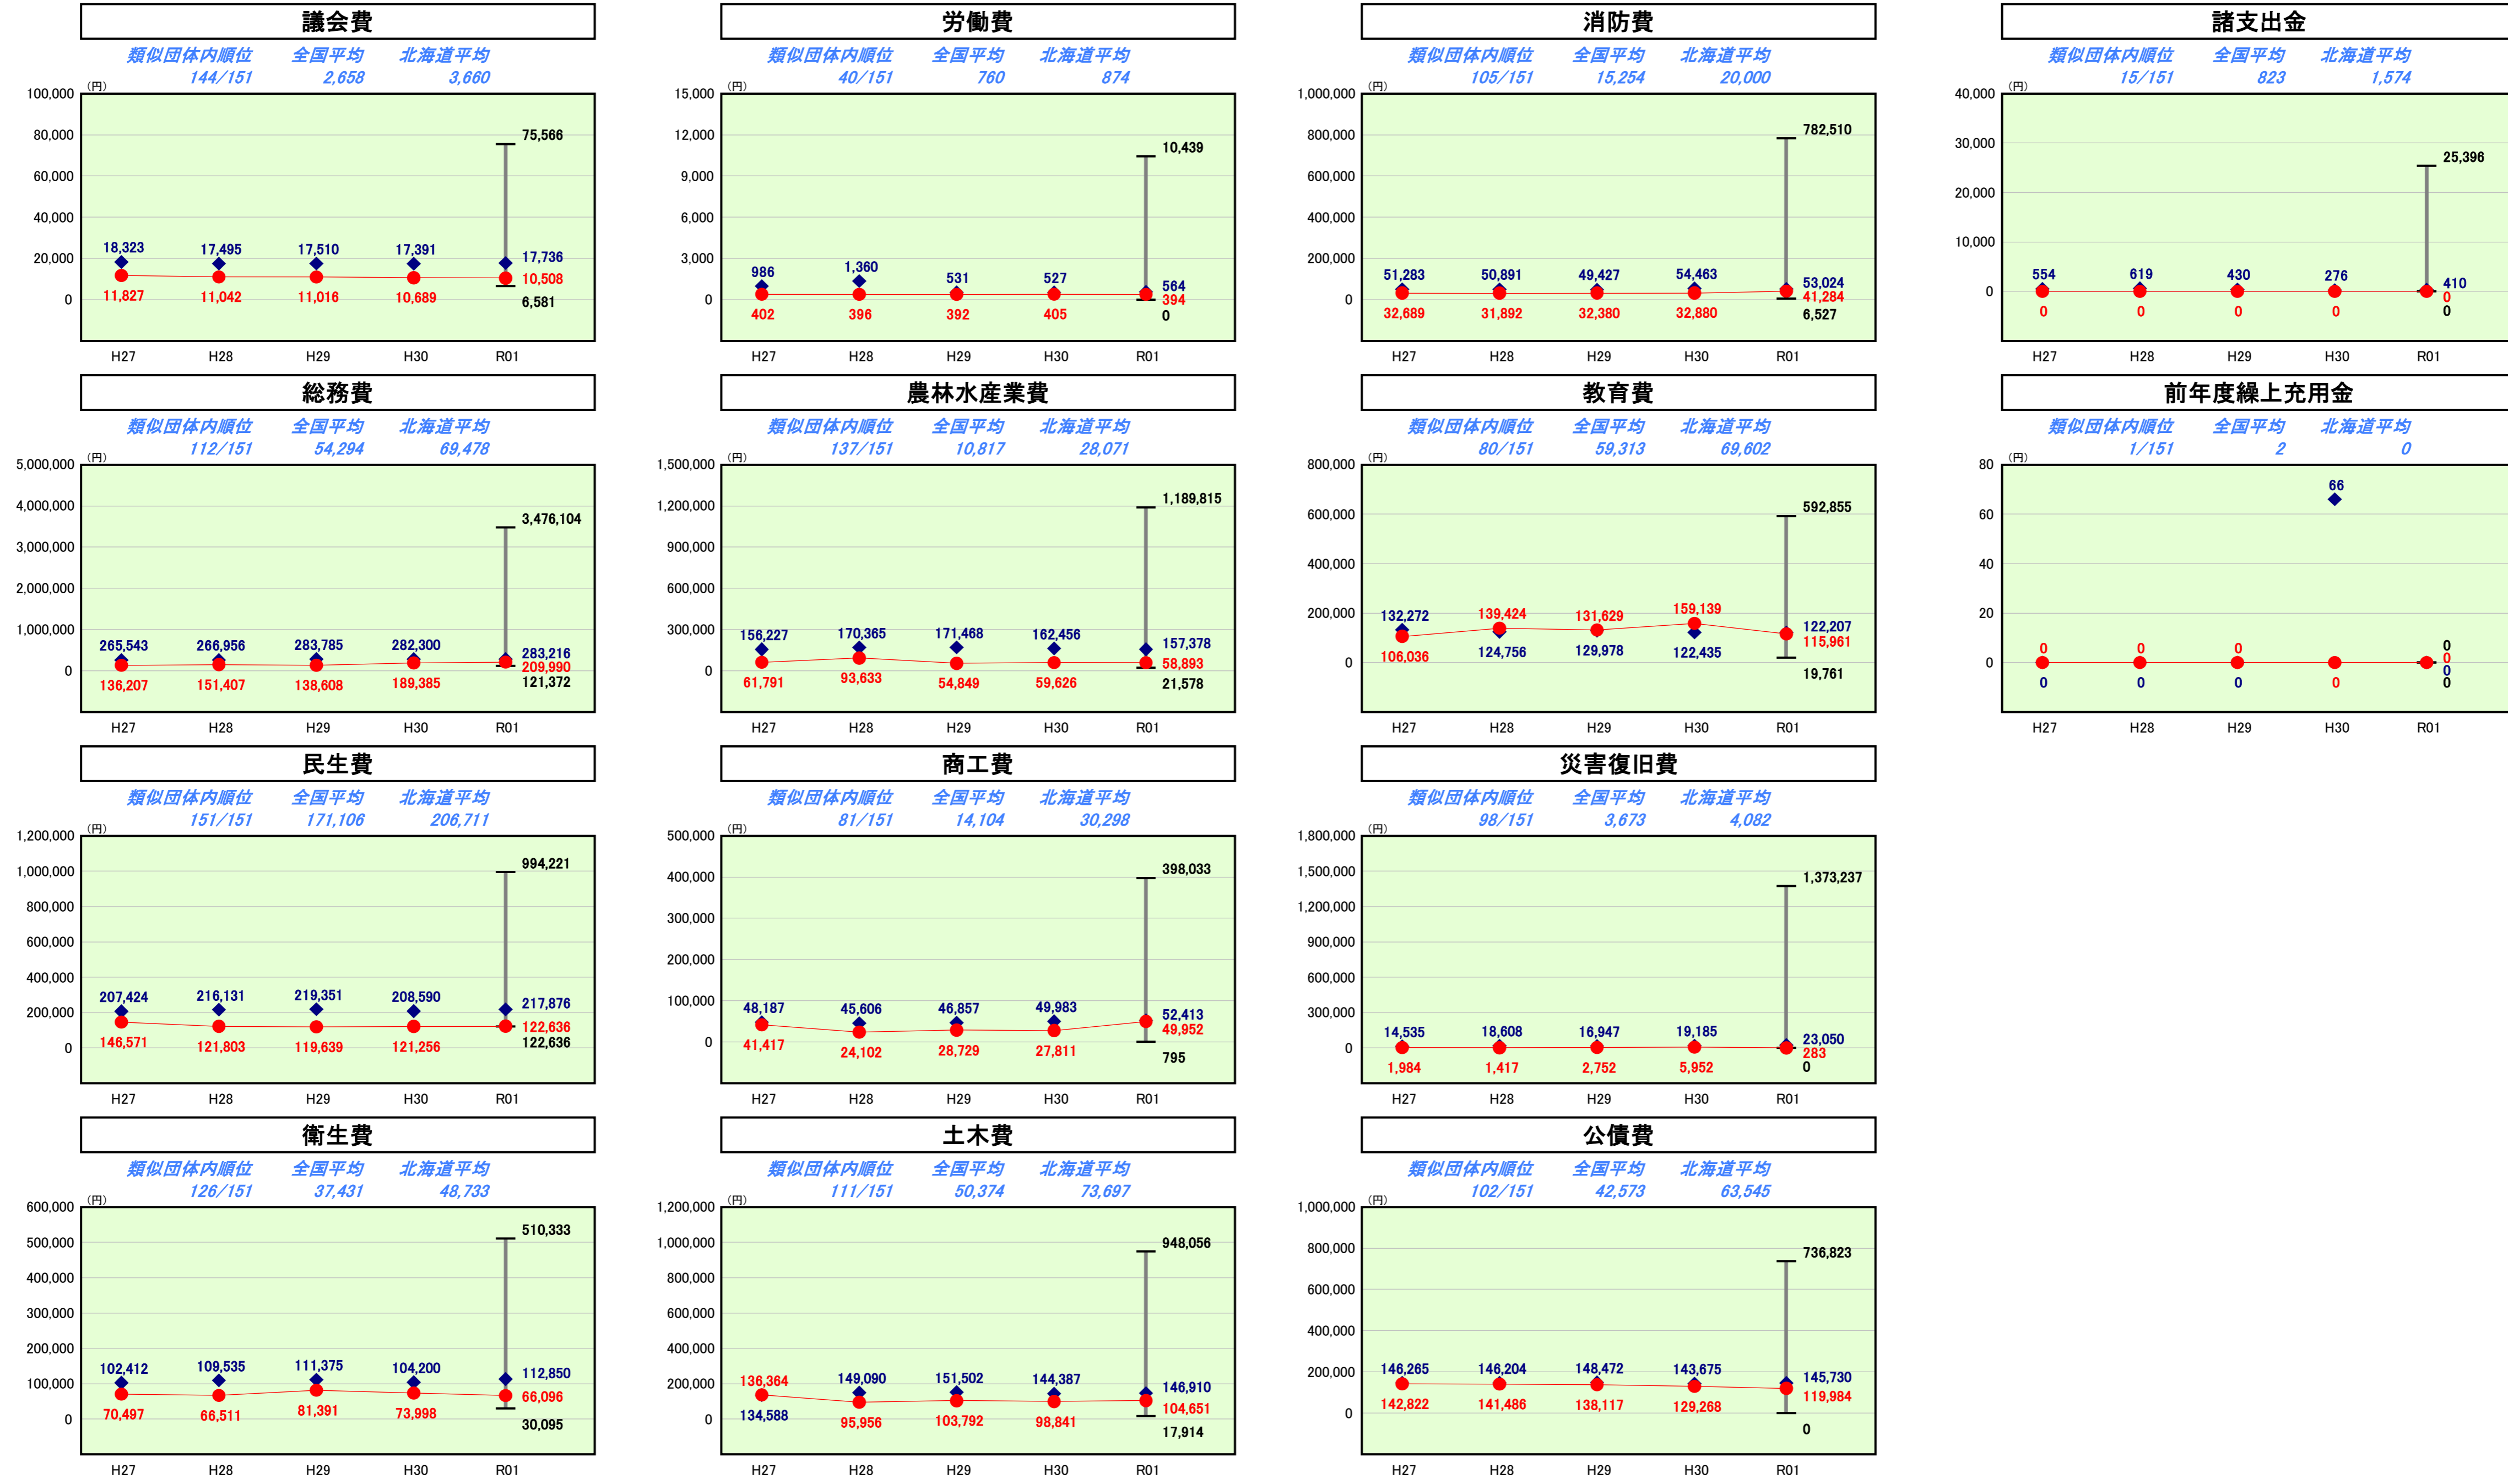 議会費
類似団体内順位 全国平均 北海道平均
144/151 2,658 3,660
(円)
100,000
80,000
60,000
40,000
20,000
0
75,566
18,323 17,495 17,510 17,391 17,736
11,827 11,042 11,016 10,689 10,508
6,581
H27 H28 H29 H30 R01
労働費
類似団体内順位 全国平均 北海道平均
40/151 760 874
(円)
15,000
12,000
9,000
6,000
3,000
0
10,439
986 1,360 531 527 564
402 396 392 405 394
0
H27 H28 H29 H30 R01
消防費
類似団体内順位 全国平均 北海道平均
105/151 15,254 20,000
(円)
1,000,000
800,000
600,000
400,000
200,000
0
782,510
51,283 50,891 49,427 54,463 53,024
32,689 31,892 32,380 32,880 41,284
6,527
H27 H28 H29 H30 R01
諸支出金
類似団体内順位 全国平均 北海道平均
15/151 823 1,574
(円)
40,000
30,000
20,000
10,000
0
25,396
554 619 430 276 410
0 0 0 0 0
0
H27 H28 H29 H30 R01
総務費
類似団体内順位 全国平均 北海道平均
112/151 54,294 69,478
(円)
5,000,000
4,000,000
3,000,000
2,000,000
1,000,000
0
3,476,104
265,543 266,956 283,785 282,300 283,216
136,207 151,407 138,608 189,385 209,990
121,372
H27 H28 H29 H30 R01
農林水産業費
類似団体内順位 全国平均 北海道平均
137/151 10,817 28,071
(円)
1,500,000
1,200,000
900,000
600,000
300,000
0
1,189,815
156,227 170,365 171,468 162,456 157,378
61,791 93,633 54,849 59,626 58,893
21,578
H27 H28 H29 H30 R01
教育費
類似団体内順位 全国平均 北海道平均
80/151 59,313 69,602
(円)
800,000
600,000
400,000
200,000
0
592,855
132,272 139,424 131,629 159,139 122,207
106,036 124,756 129,978 122,435 115,961
19,761
H27 H28 H29 H30 R01
前年度繰上充用金
類似団体内順位 全国平均 北海道平均
1/151 2 0
(円)
80
60
40
20
0
66
0 0 0 0
0
0 0 0 0 0
0
H27 H28 H29 H30 R01
民生費
類似団体内順位 全国平均 北海道平均
151/151 171,106 206,711
(円)
1,200,000
1,000,000
800,000
600,000
400,000
200,000
0
994,221
207,424 216,131 219,351 208,590 217,876
146,571 121,803 119,639 121,256 122,636
122,636
H27 H28 H29 H30 R01
商工費
類似団体内順位 全国平均 北海道平均
81/151 14,104 30,298
(円)
500,000
400,000
300,000
200,000
100,000
0
398,033
48,187 45,606 46,857 49,983 52,413
41,417 24,102 28,729 27,811 49,952
795
H27 H28 H29 H30 R01
災害復旧費
類似団体内順位 全国平均 北海道平均
98/151 3,673 4,082
(円)
1,800,000
1,500,000
1,200,000
900,000
600,000
300,000
0
1,373,237
14,535 18,608 16,947 19,185 23,050
1,984 1,417 2,752 5,952 283
0
H27 H28 H29 H30 R01
衛生費
類似団体内順位 全国平均 北海道平均
126/151 37,431 48,733
(円)
600,000
500,000
400,000
300,000
200,000
100,000
0
510,333
102,412 109,535 111,375 104,200 112,850
70,497 66,511 81,391 73,998 66,096
30,095
H27 H28 H29 H30 R01
土木費
類似団体内順位 全国平均 北海道平均
111/151 50,374 73,697
(円)
1,200,000
1,000,000
800,000
600,000
400,000
200,000
0
948,056
136,364 149,090 151,502 144,387 146,910
134,588 95,956 103,792 98,841 104,651
17,914
H27 H28 H29 H30 R01
公債費
類似団体内順位 全国平均 北海道平均
102/151 42,573 63,545
(円)
1,000,000
800,000
600,000
400,000
200,000
0
736,823
146,265 146,204 148,472 143,675 145,730
142,822 141,486 138,117 129,268 119,984
0
H27 H28 H29 H30 R01